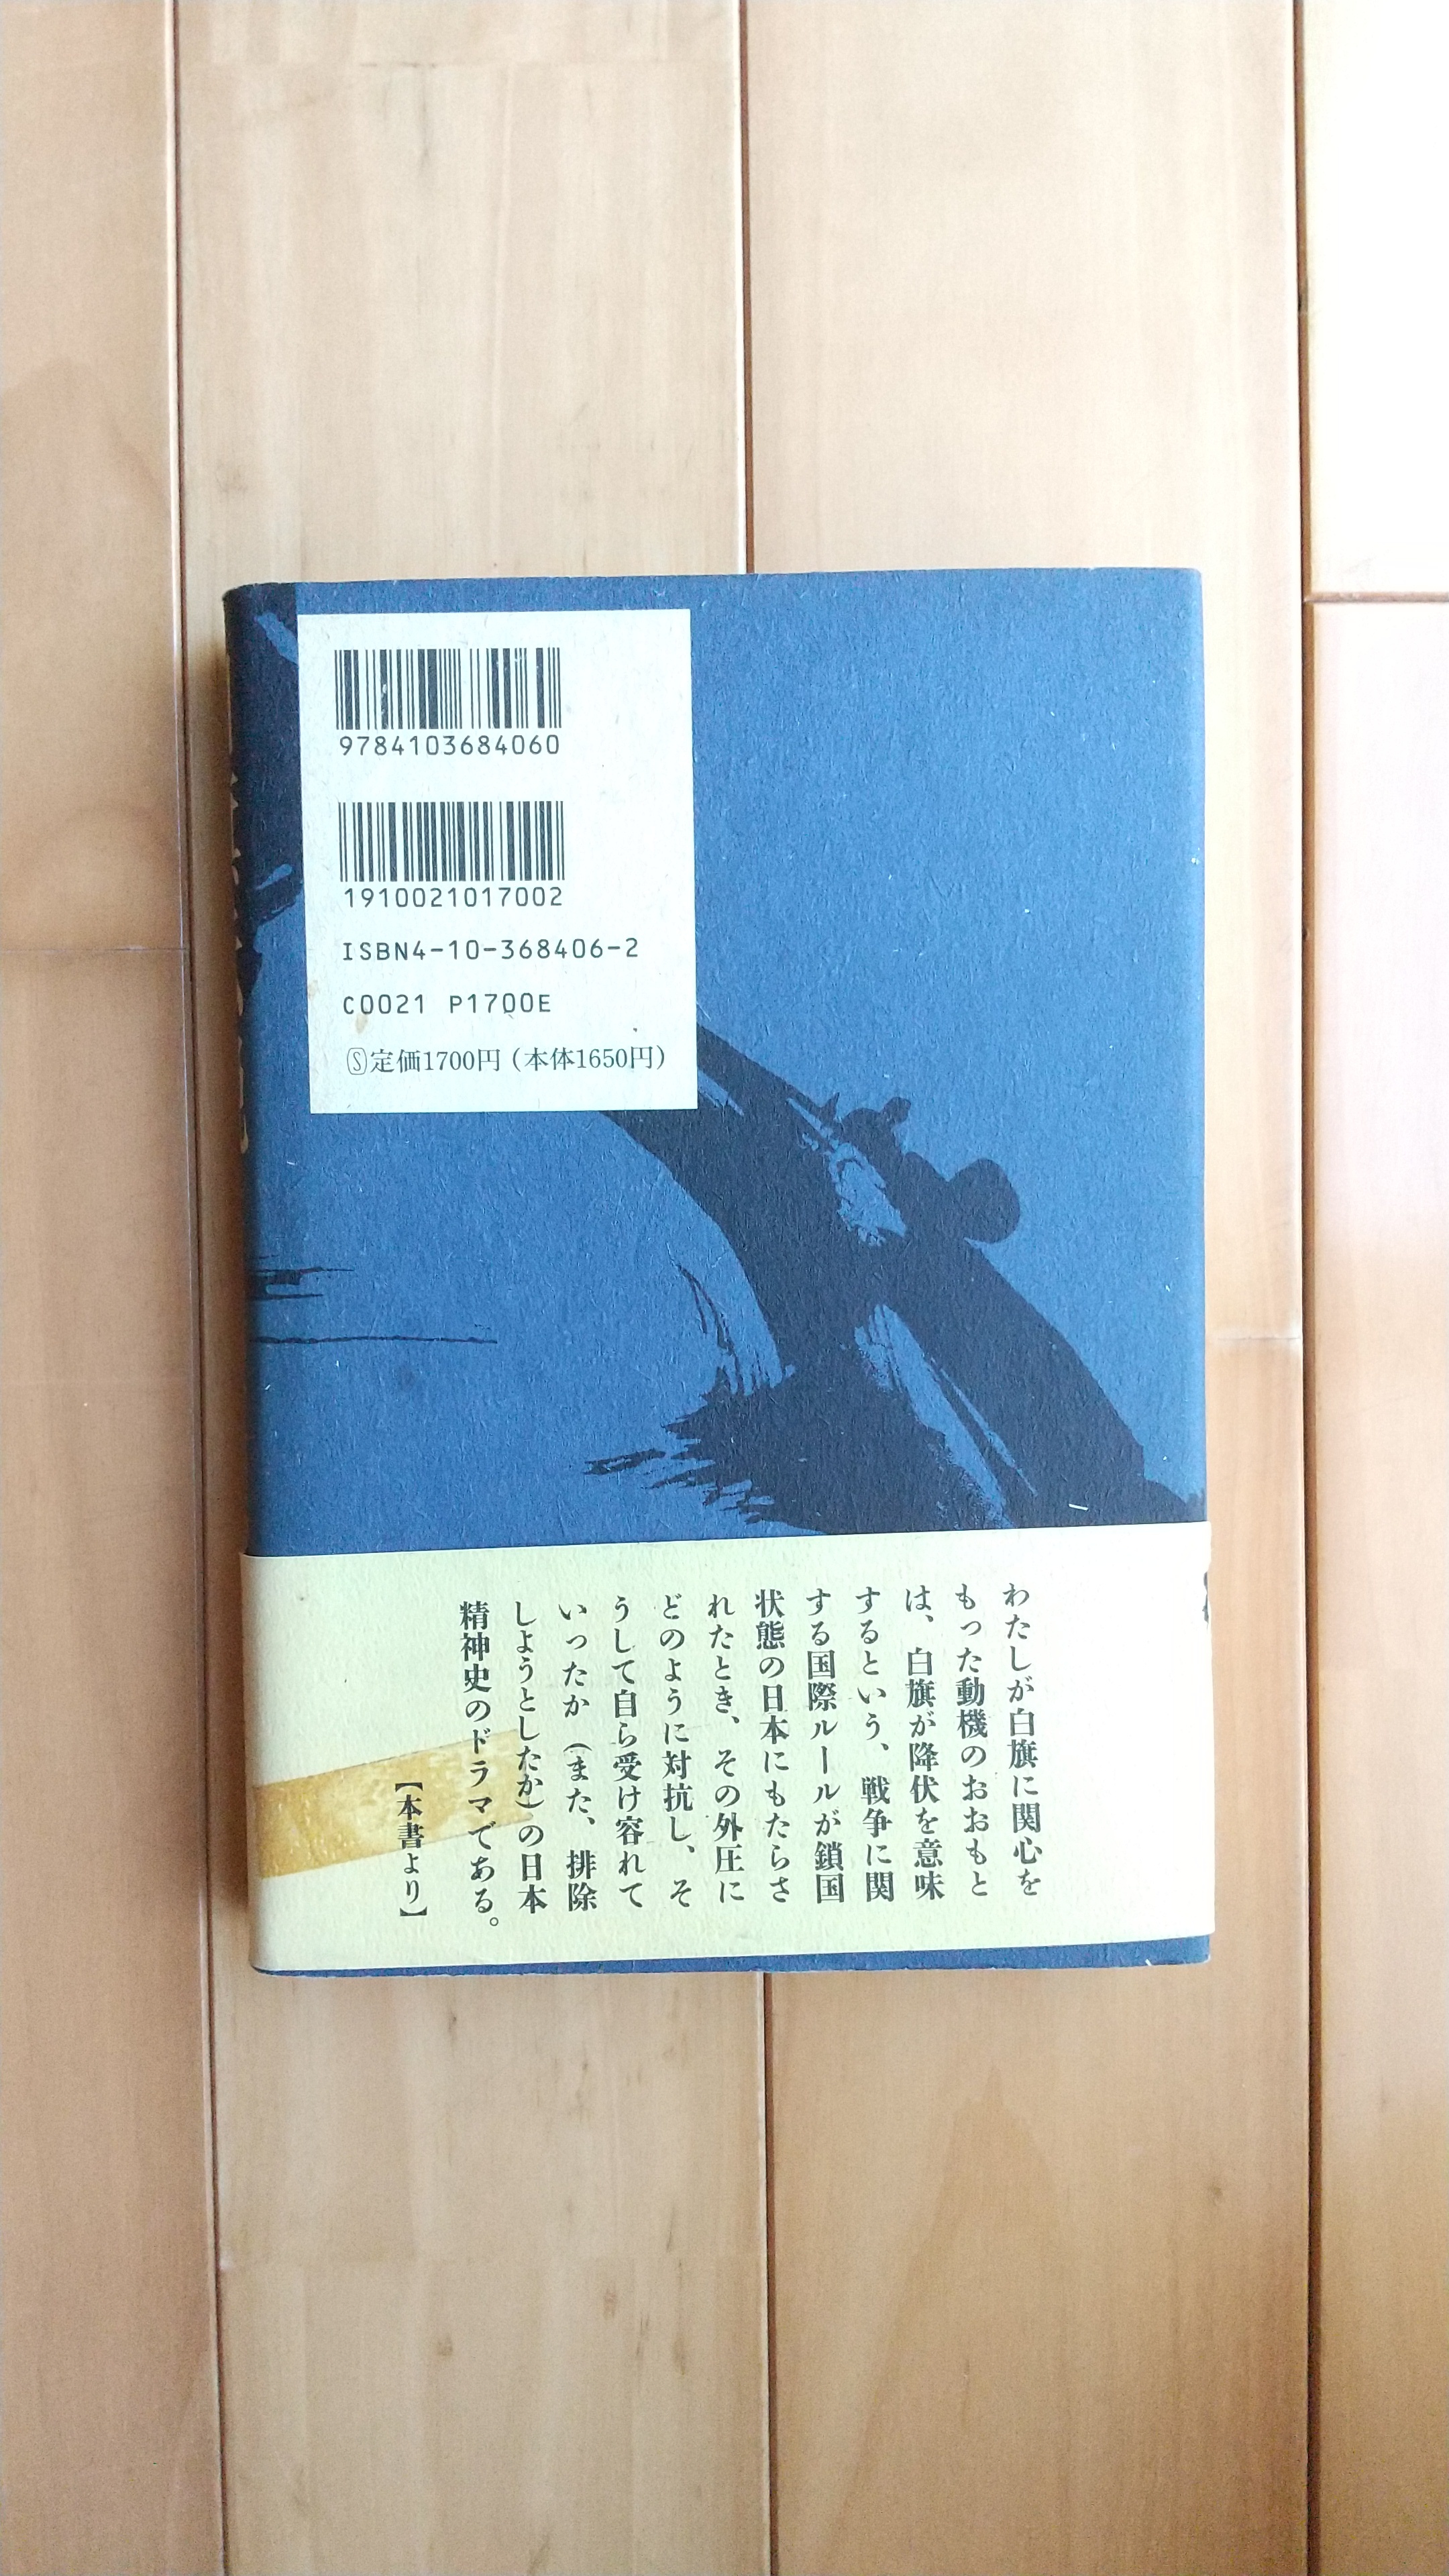 9784103684060
1910021017002
ISBN4-10-368406-2
C0021 P1700E
Ⓢ定価1700円（本体1650円）
わたしが白旗に関心を
もった動機のおおもと
は、白旗が降伏を意味
するという、戦争に関
する国際ルールが鎖国
状態の日本にもたらさ
れたとき、その外圧に
どのように対抗し、そ
うして自ら受け容れて
いったか（また、排除
しようとしたか）の日本
精神史のドラマである。
【本書より】